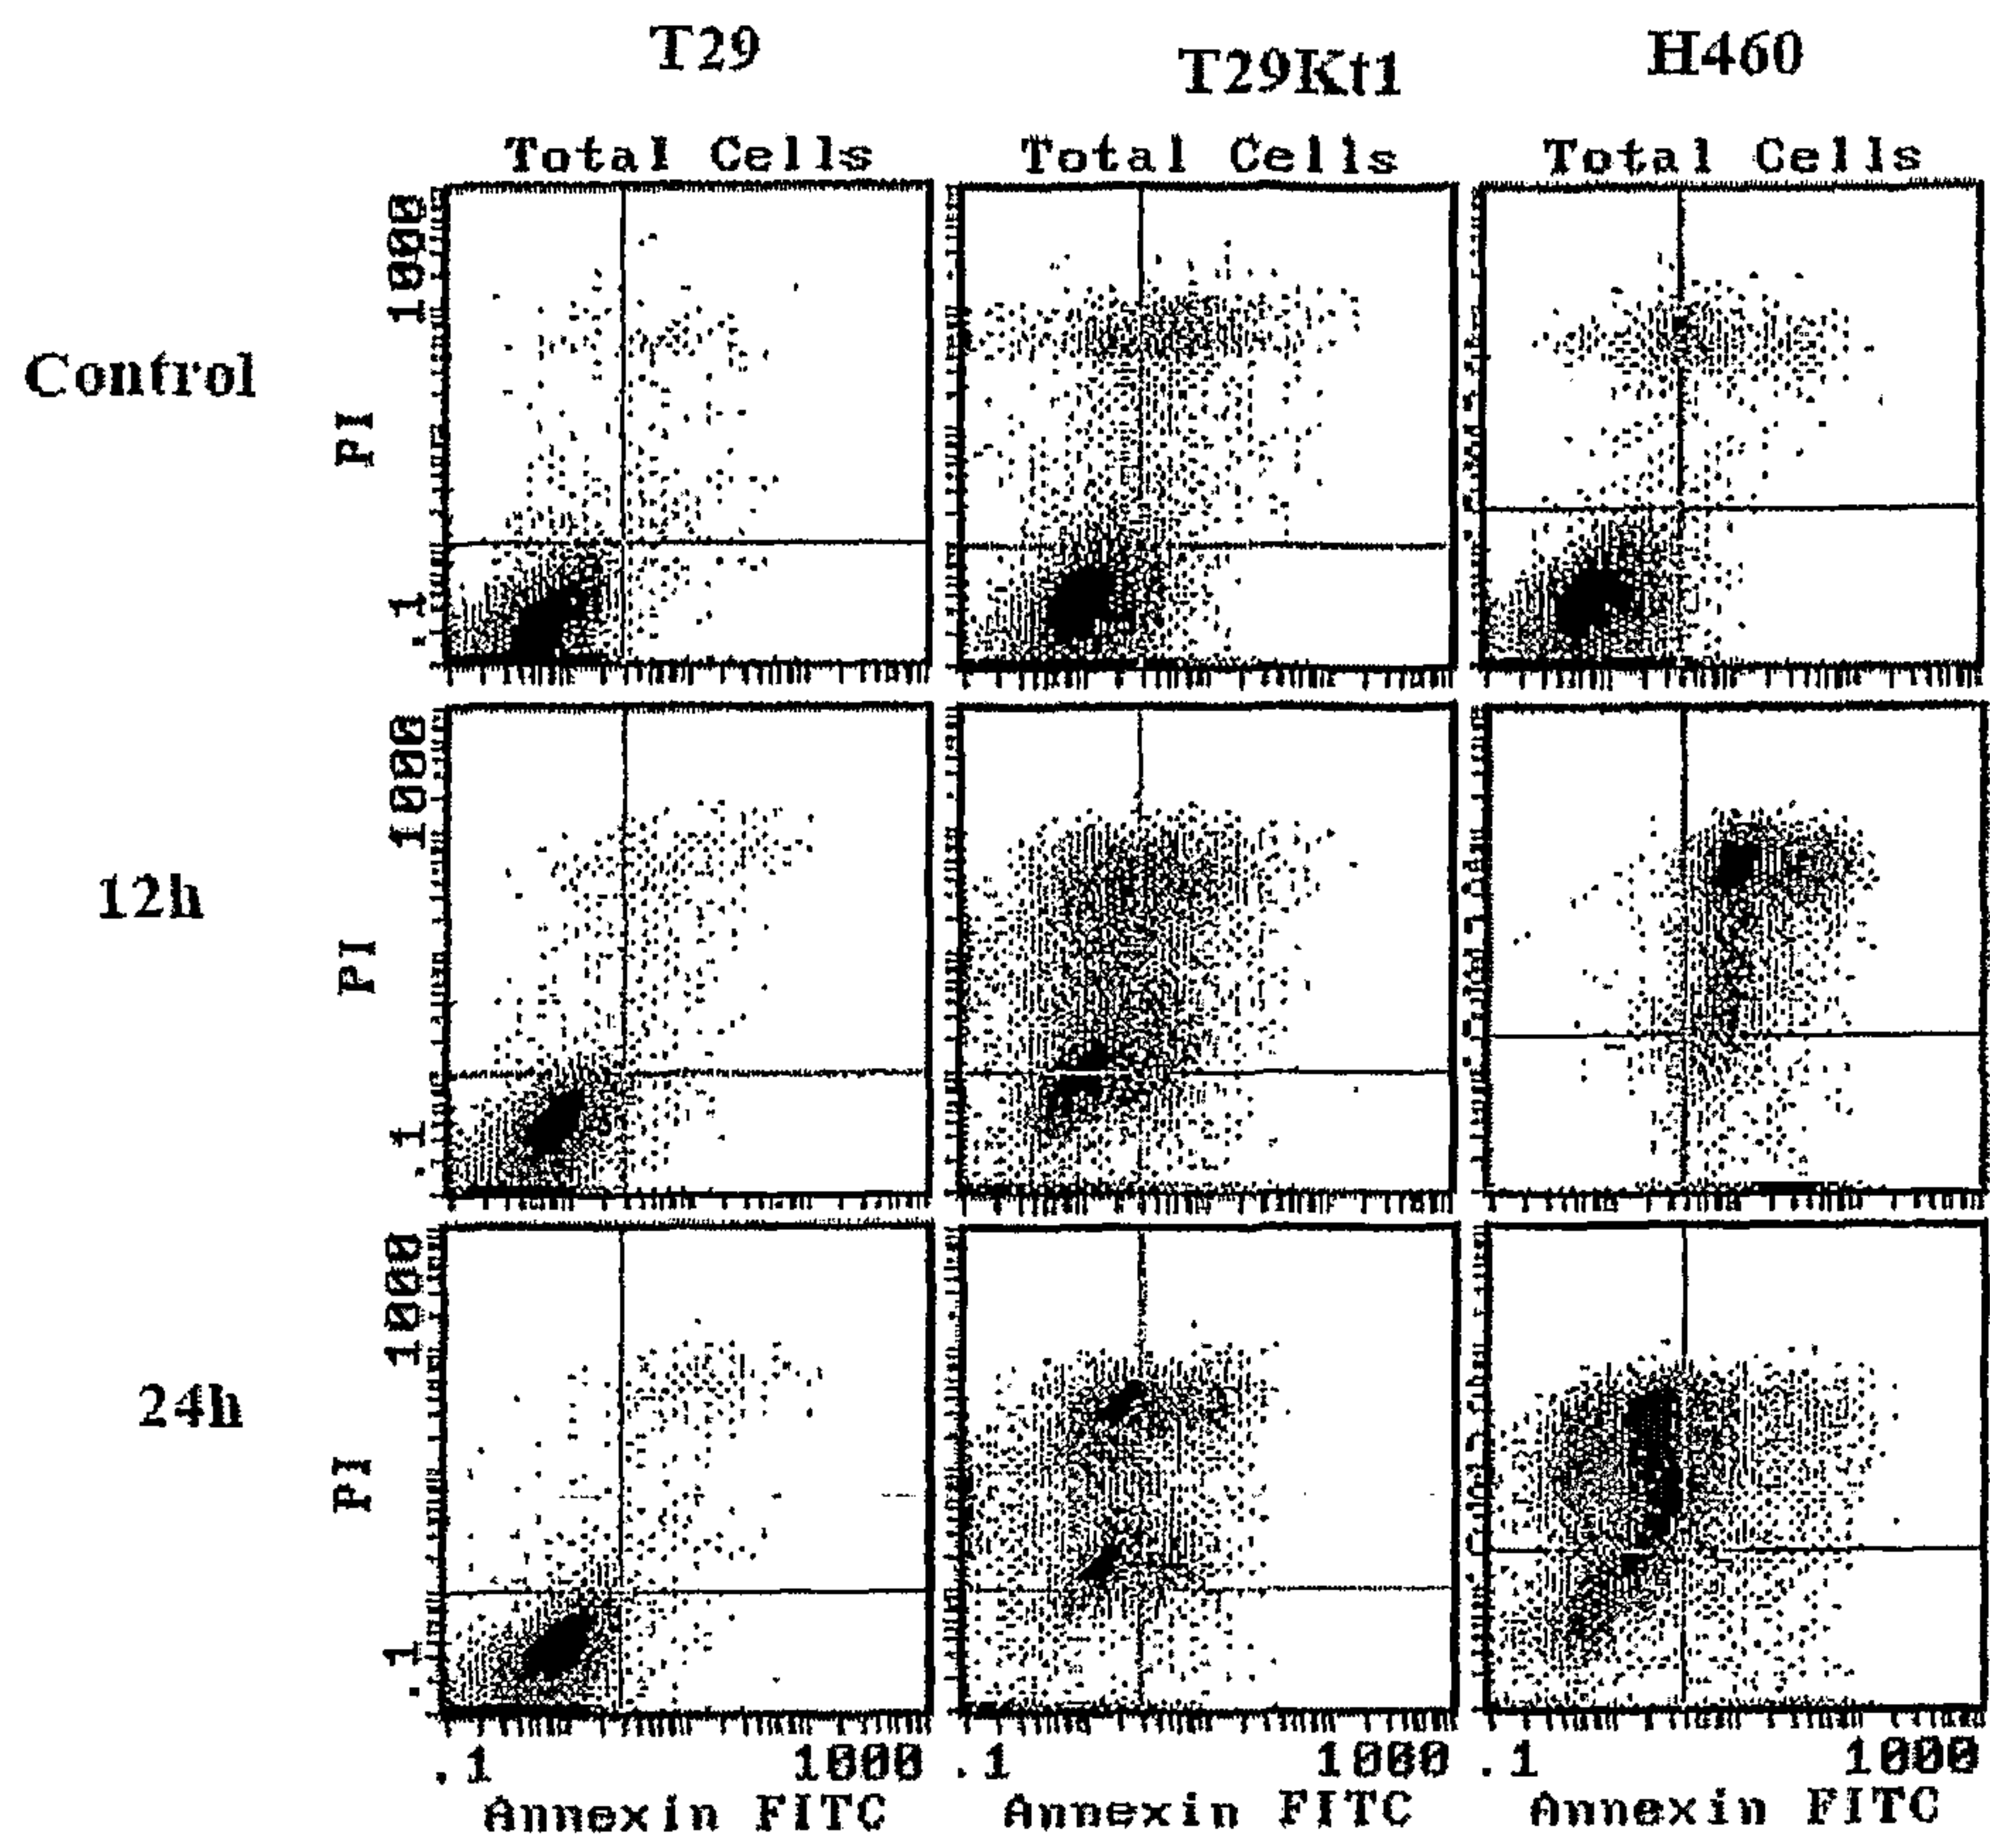 T29 T29Kt1 H460
Total Cells Total Cells Total Cells
Control
PI
1000
.1
12h
PI
1000
.1
24h
PI
1000
.1
.1 1000 .1 1000 .1 1000
Annexin FITC Annexin FITC Annexin FITC